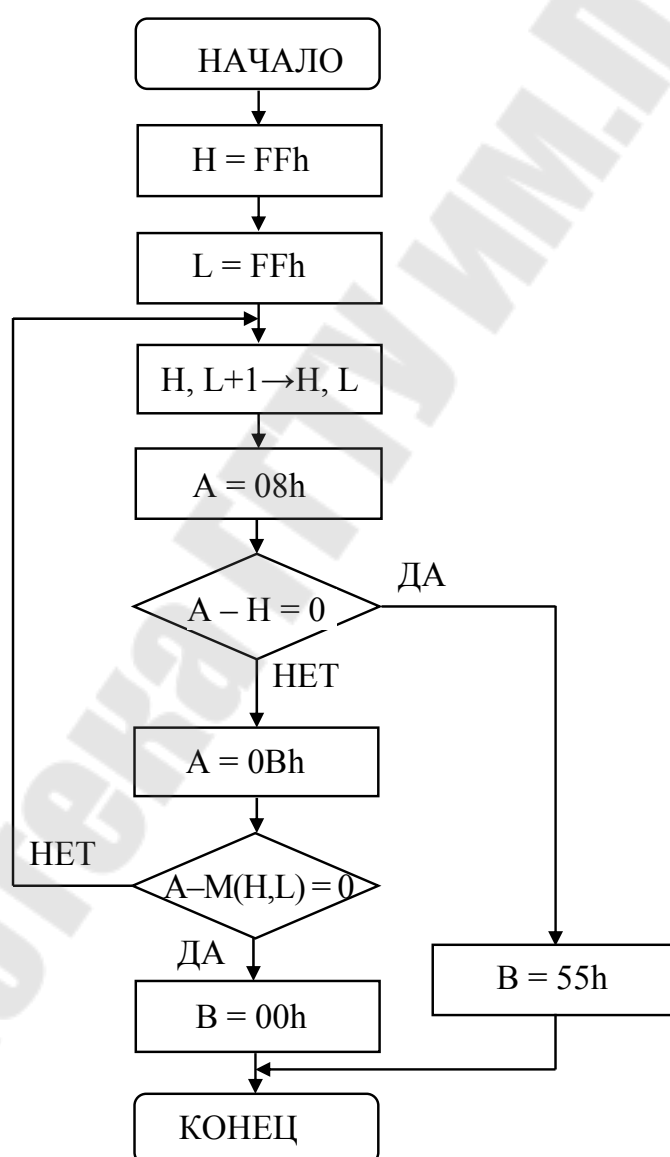 НАЧАЛО
H = FFh
L = FFh
H, L+1→H, L
A = 08h
A – H = 0
ДА
НЕТ
A = 0Bh
A–M(H,L) = 0
НЕТ
ДА
B = 55h
B = 00h
КОНЕЦ